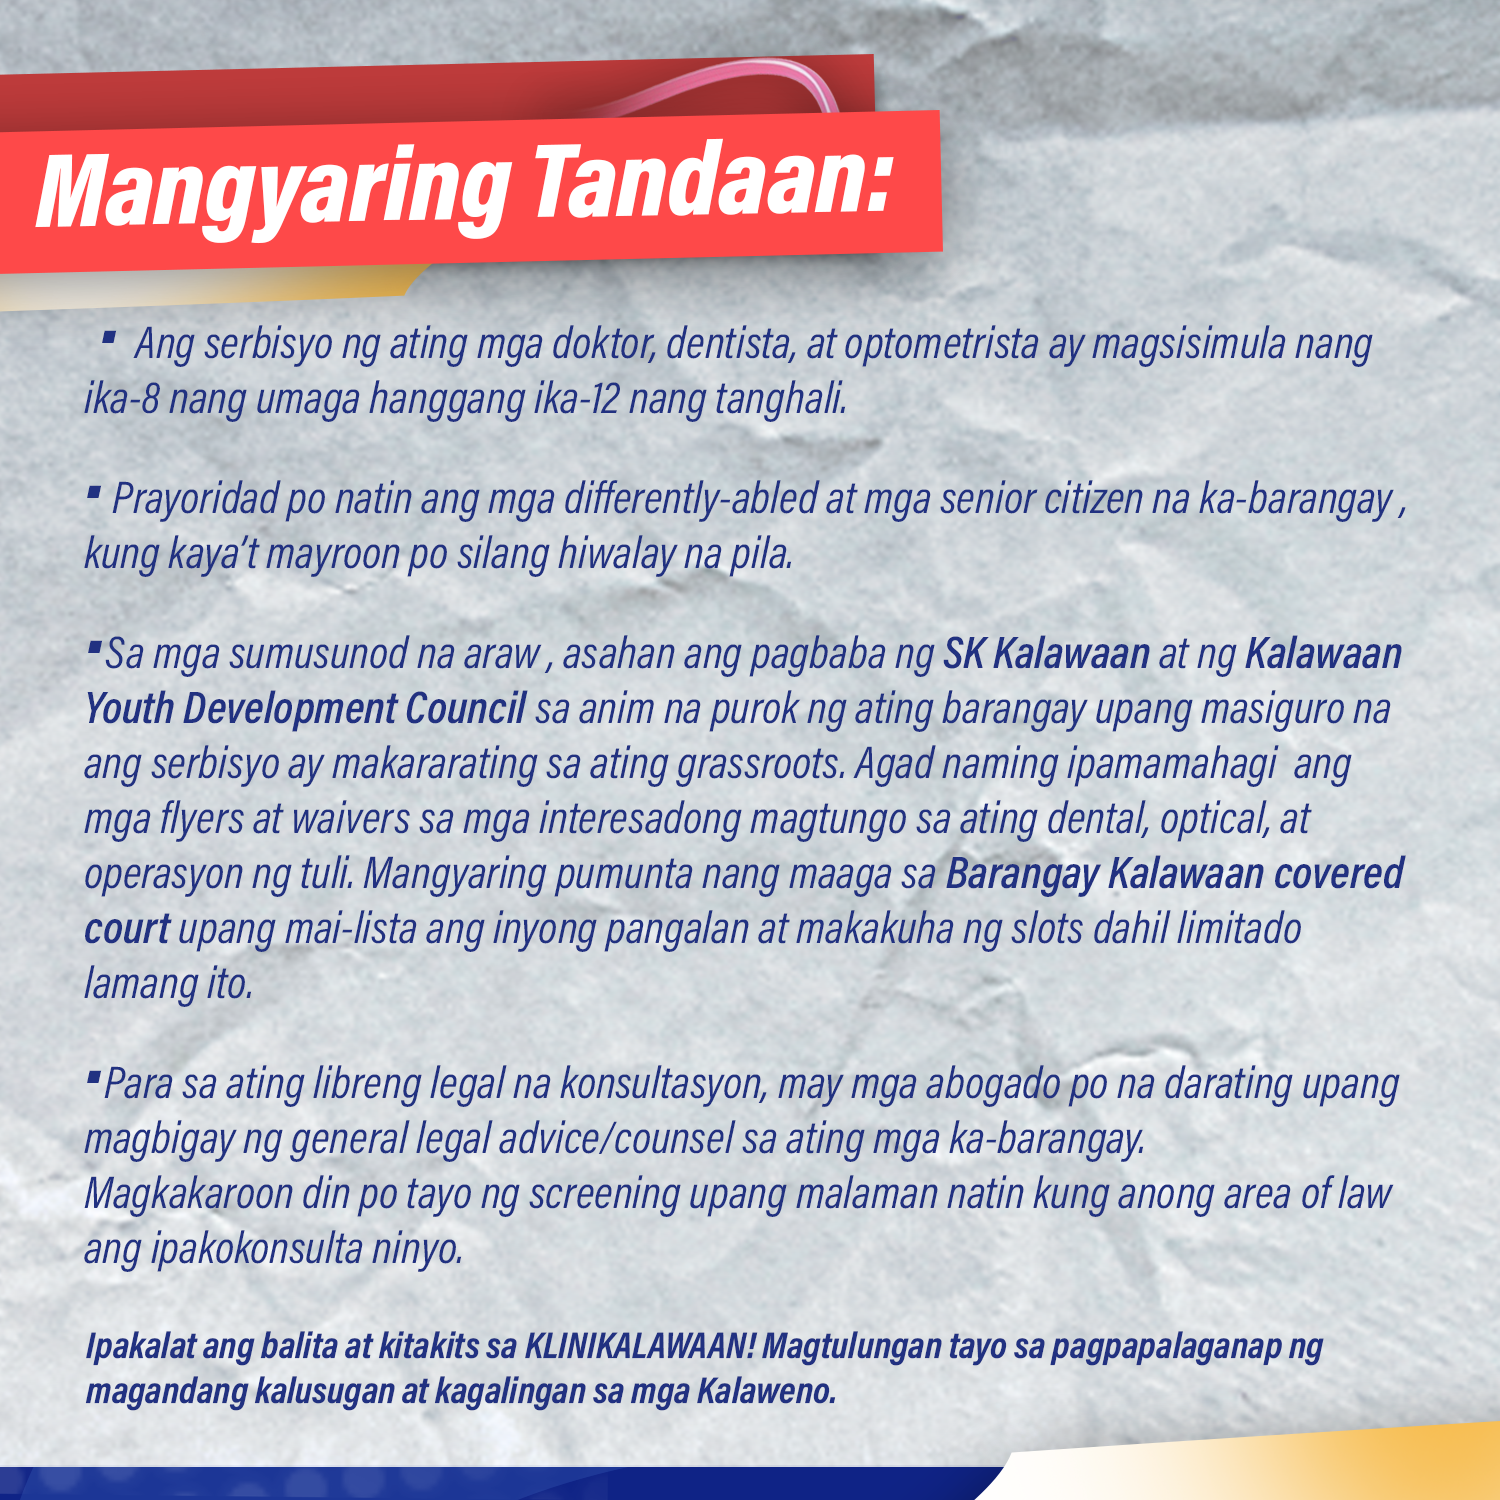 Mangyaring Tandaan:
▪ Ang serbisyo ng ating mga doktor, dentista, at optometrista ay magsisimula nang
ika-8 nang umaga hanggang ika-12 nang tanghali.
▪ Prayoridad po natin ang mga differently-abled at mga senior citizen na ka-barangay ,
kung kaya’t mayroon po silang hiwalay na pila.
▪Sa mga sumusunod na araw , asahan ang pagbaba ng SK Kalawaan at ng Kalawaan
Youth Development Council sa anim na purok ng ating barangay upang masiguro na
ang serbisyo ay makararating sa ating grassroots. Agad naming ipamamahagi  ang
mga flyers at waivers sa mga interesadong magtungo sa ating dental, optical, at
operasyon ng tuli. Mangyaring pumunta nang maaga sa Barangay Kalawaan covered
court upang mai-lista ang inyong pangalan at makakuha ng slots dahil limitado
lamang ito.
▪Para sa ating libreng legal na konsultasyon, may mga abogado po na darating upang
magbigay ng general legal advice/counsel sa ating mga ka-barangay.
Magkakaroon din po tayo ng screening upang malaman natin kung anong area of law
ang ipakokonsulta ninyo.
Ipakalat ang balita at kitakits sa KLINIKALAWAAN! Magtulungan tayo sa pagpapalaganap ng
magandang kalusugan at kagalingan sa mga Kalaweno.